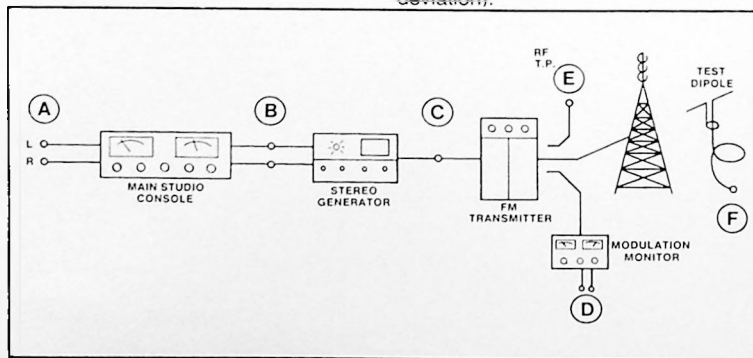 deviation).
A
L
R
MAIN STUDIO
CONSOLE
B
STEREO
GENERATOR
C
RF
T.P.
E
FM
TRANSMITTER
MODULATION
MONITOR
D
TEST
DIPOLE
F